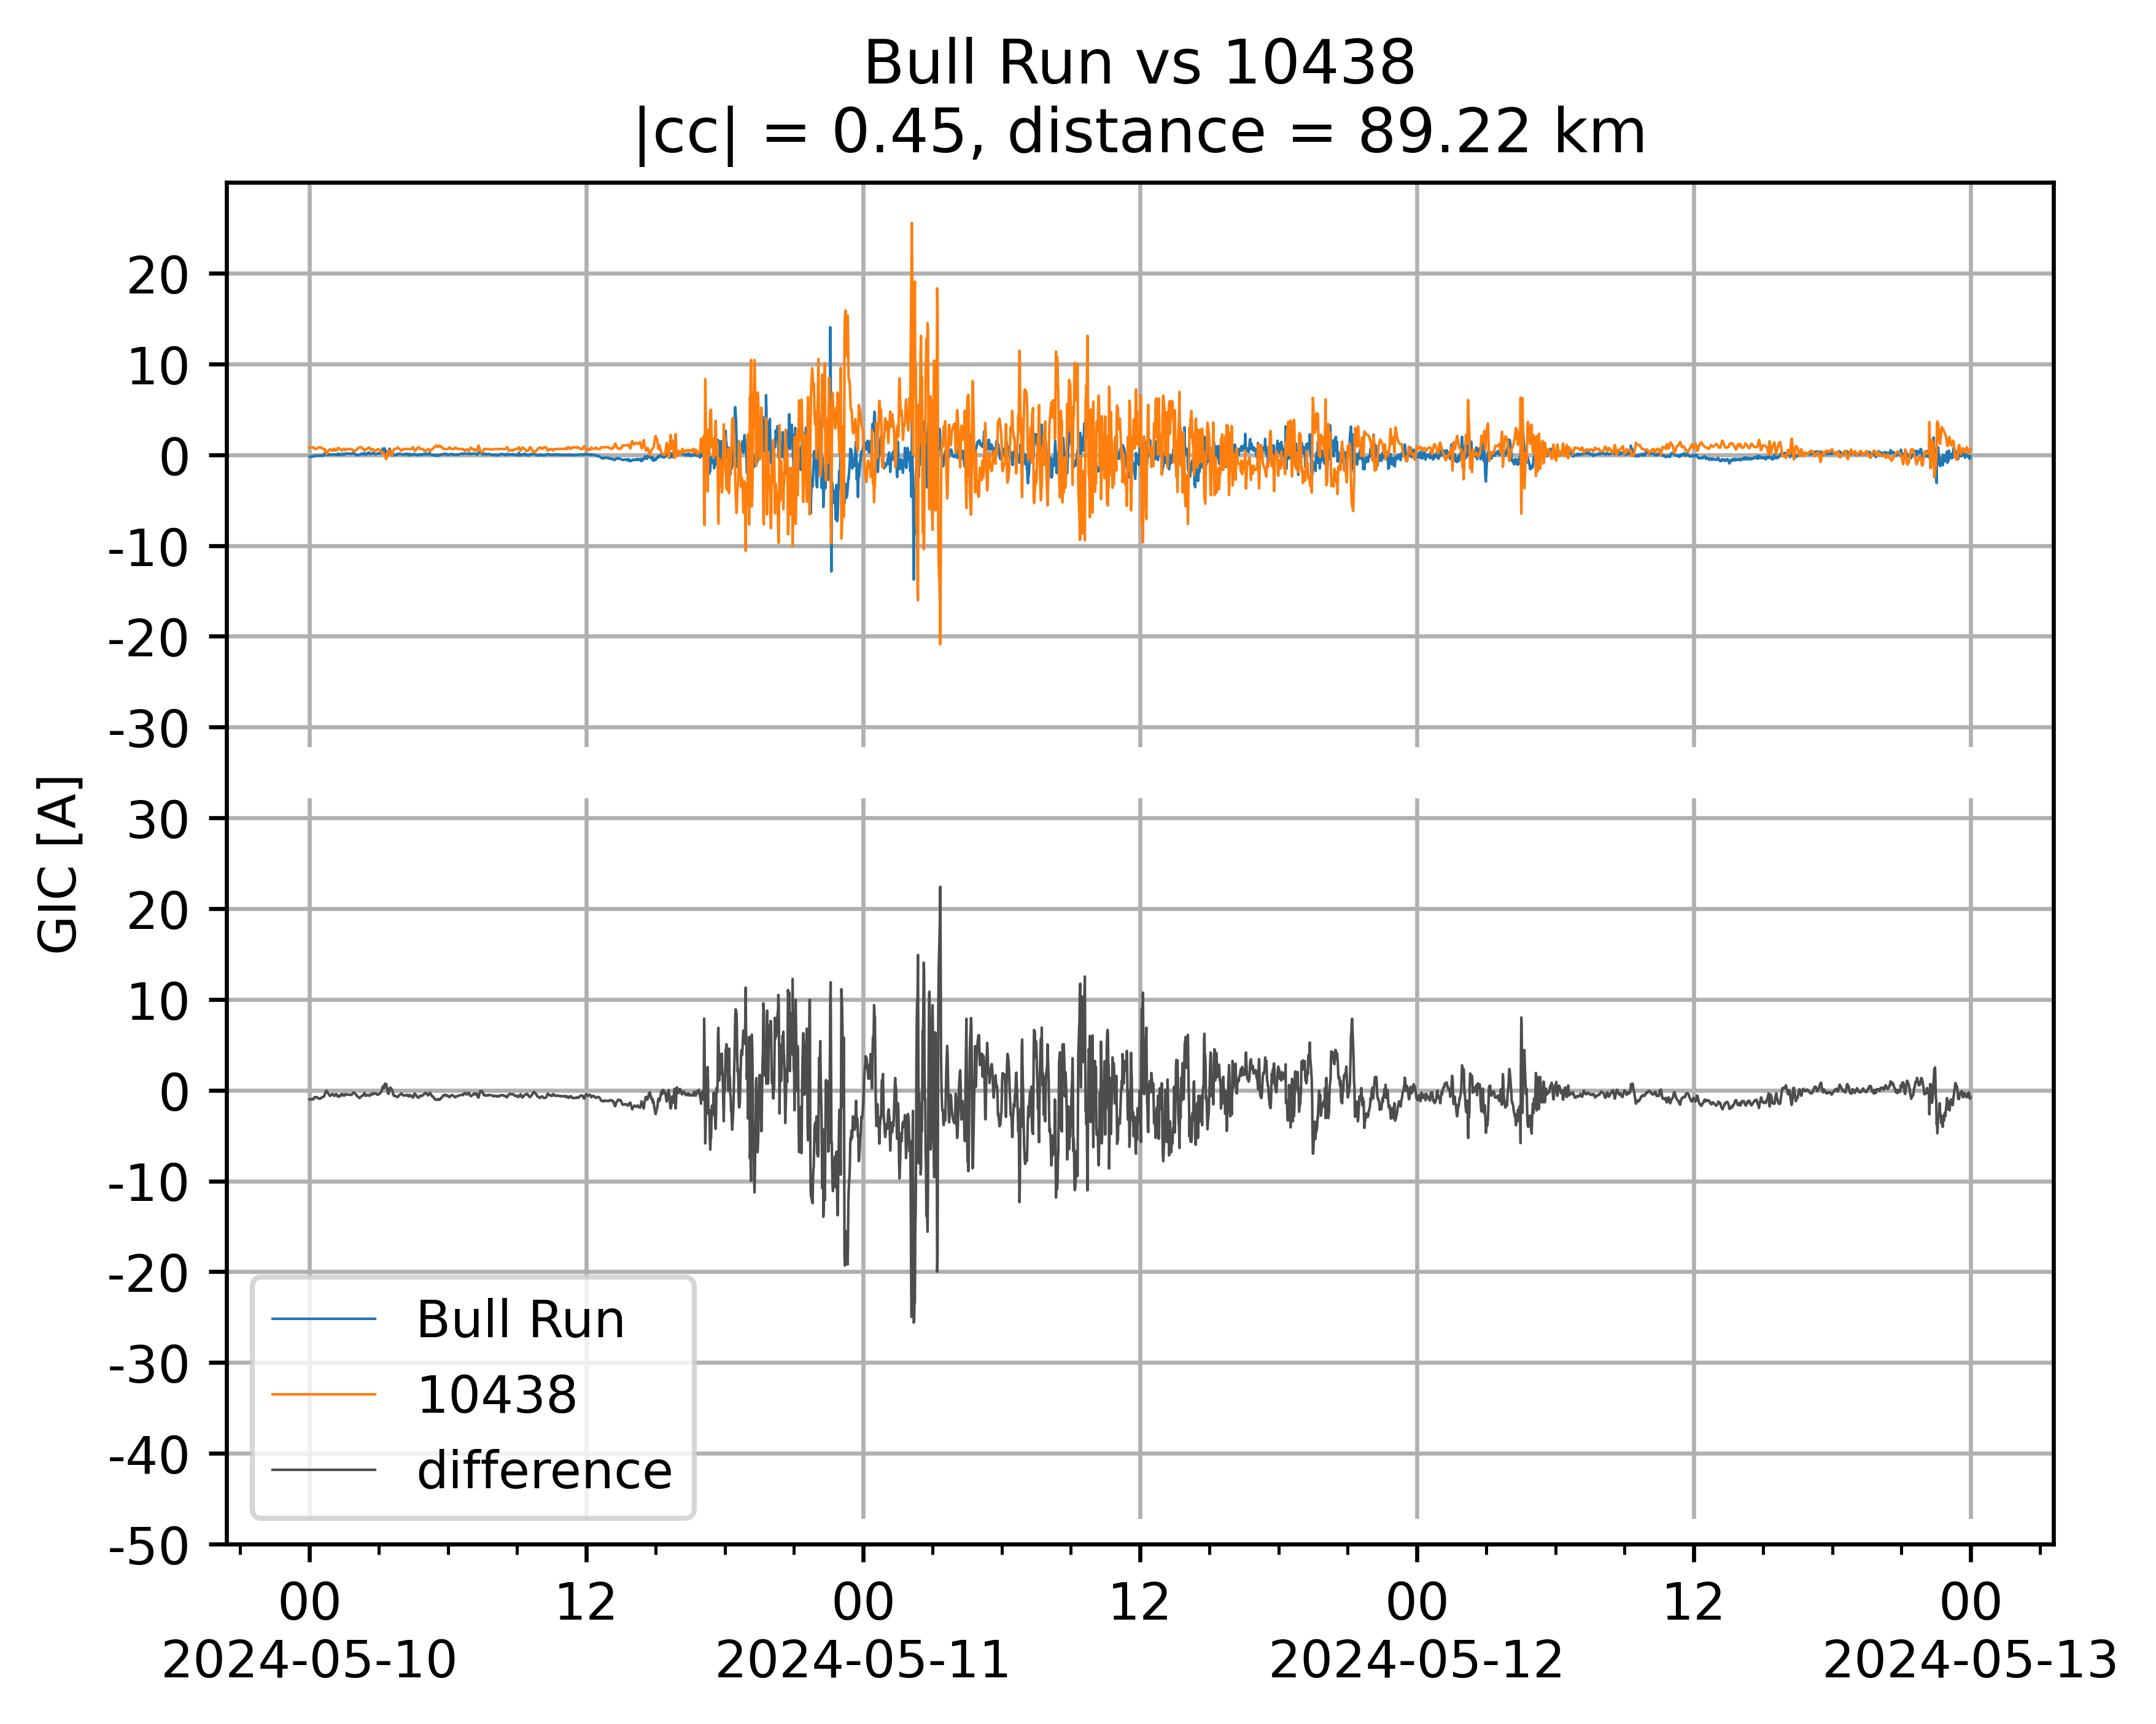 Bull Run vs 10438
|cc| = 0.45, distance = 89.22 km
20
10
0
-10
-20
-30
30
20
10
0
-10
-20
-30
-40
-50
GIC [A]
Bull Run
10438
difference
00 12 00 12 00 12 00
2024-05-10 2024-05-11 2024-05-12 2024-05-13